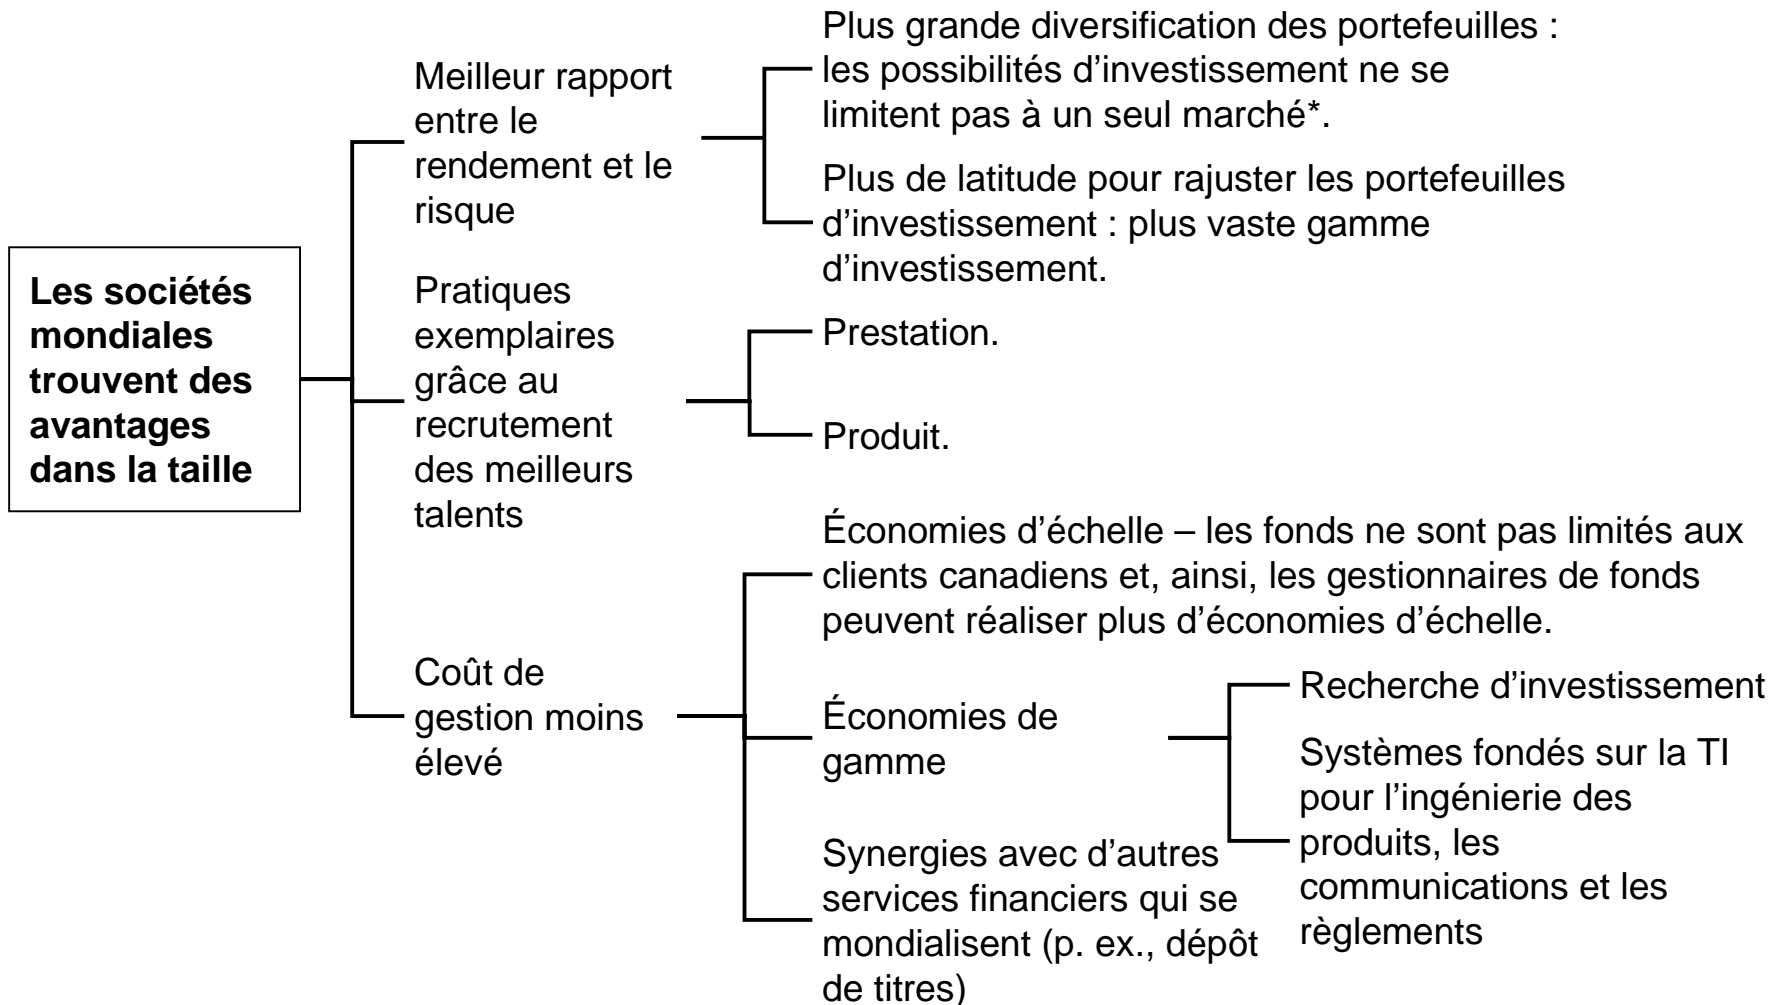 Les sociétés
mondiales
trouvent des
avantages
dans la taille
Meilleur rapport
entre le
rendement et le
risque
Plus grande diversification des portefeuilles :
les possibilités d’investissement ne se
limitent pas à un seul marché*.
Plus de latitude pour rajuster les portefeuilles
d’investissement : plus vaste gamme
d’investissement.
Pratiques
exemplaires
grâce au
recrutement
des meilleurs
talents
Prestation.
Produit.
Coût de
gestion moins
élevé
Économies d’échelle – les fonds ne sont pas limités aux
clients canadiens et, ainsi, les gestionnaires de fonds
peuvent réaliser plus d’économies d’échelle.
Économies de
gamme
Recherche d’investissement
Systèmes fondés sur la TI
pour l’ingénierie des
produits, les
communications et les
règlements
Synergies avec d’autres
services financiers qui se
mondialisent (p. ex., dépôt
de titres)